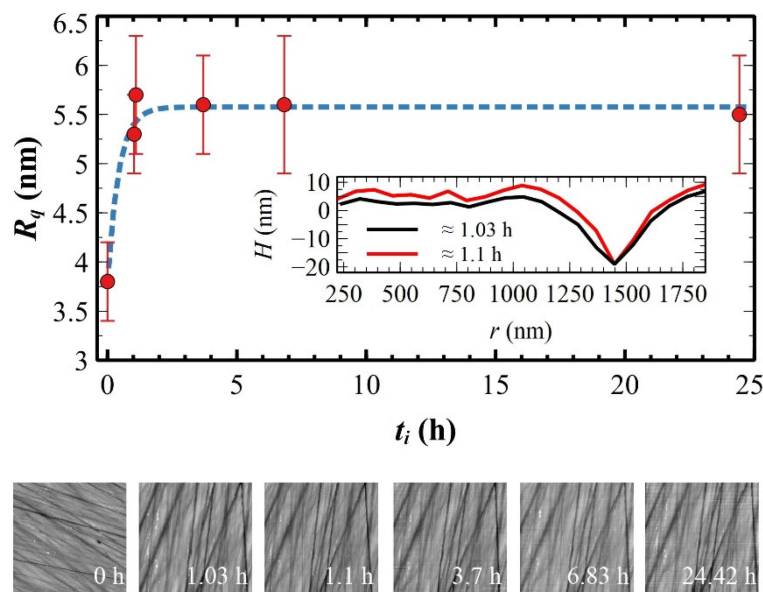 6.5
6
5.5
5
4.5
4
3.5
3
R_q (nm)
0 5 10 15 20 25
t_i (h)
10
0
−10
−20
H (nm)
≈ 1.03 h
≈ 1.1 h
250 500 750 1000 1250 1500 1750
r (nm)
0 h 1.03 h 1.1 h 3.7 h 6.83 h 24.42 h